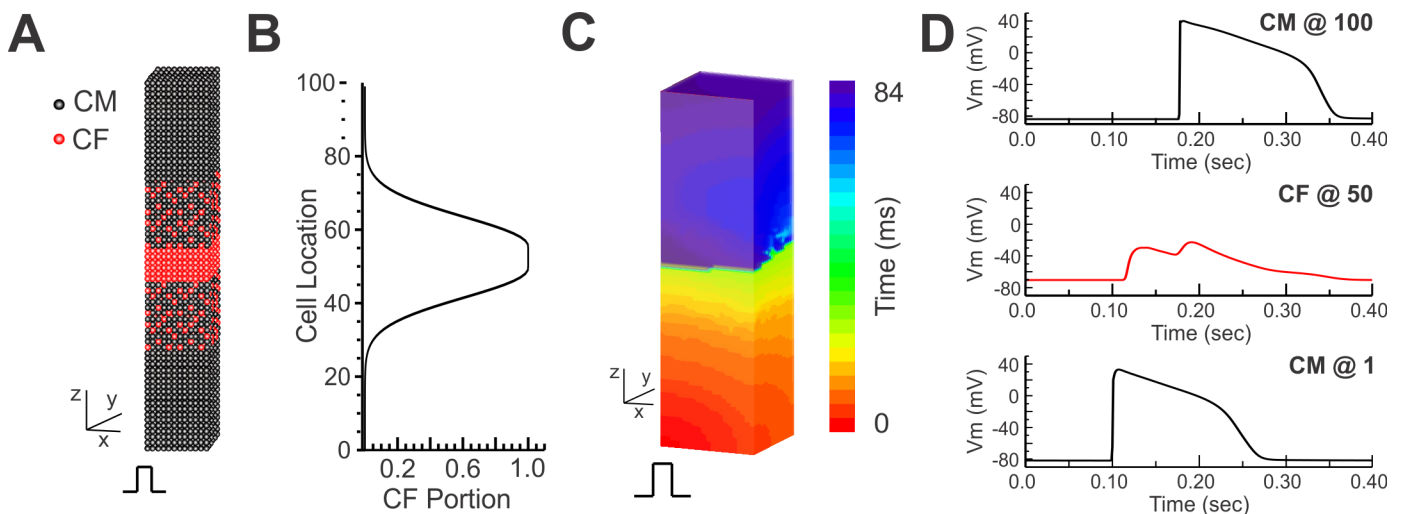 A
CM
CF
z
y
x
B
Cell Location
100
80
60
40
20
0
0.2
0.6
1.0
CF Portion
C
z
y
x
84
Time (ms)
0
D
CM @ 100
Vm (mV)
40
0
-40
-80
0.0
0.10
0.20
0.30
0.40
Time (sec)
CF @ 50
Vm (mV)
40
0
-40
-80
0.0
0.10
0.20
0.30
0.40
Time (sec)
CM @ 1
Vm (mV)
40
0
-40
-80
0.0
0.10
0.20
0.30
0.40
Time (sec)